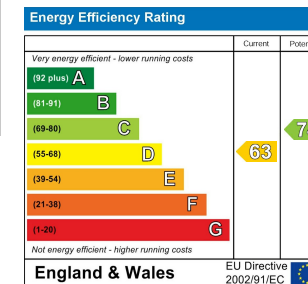 Energy Efficiency Rating
Current
Very energy efficient - lower running costs
(92 plus) A
(81-91) B
(69-80) C
(55-68) D
63
(39-54) E
(21-38) F
(1-20) G
Not energy efficient - higher running costs
England & Wales
EU Directive
2002/91/EC